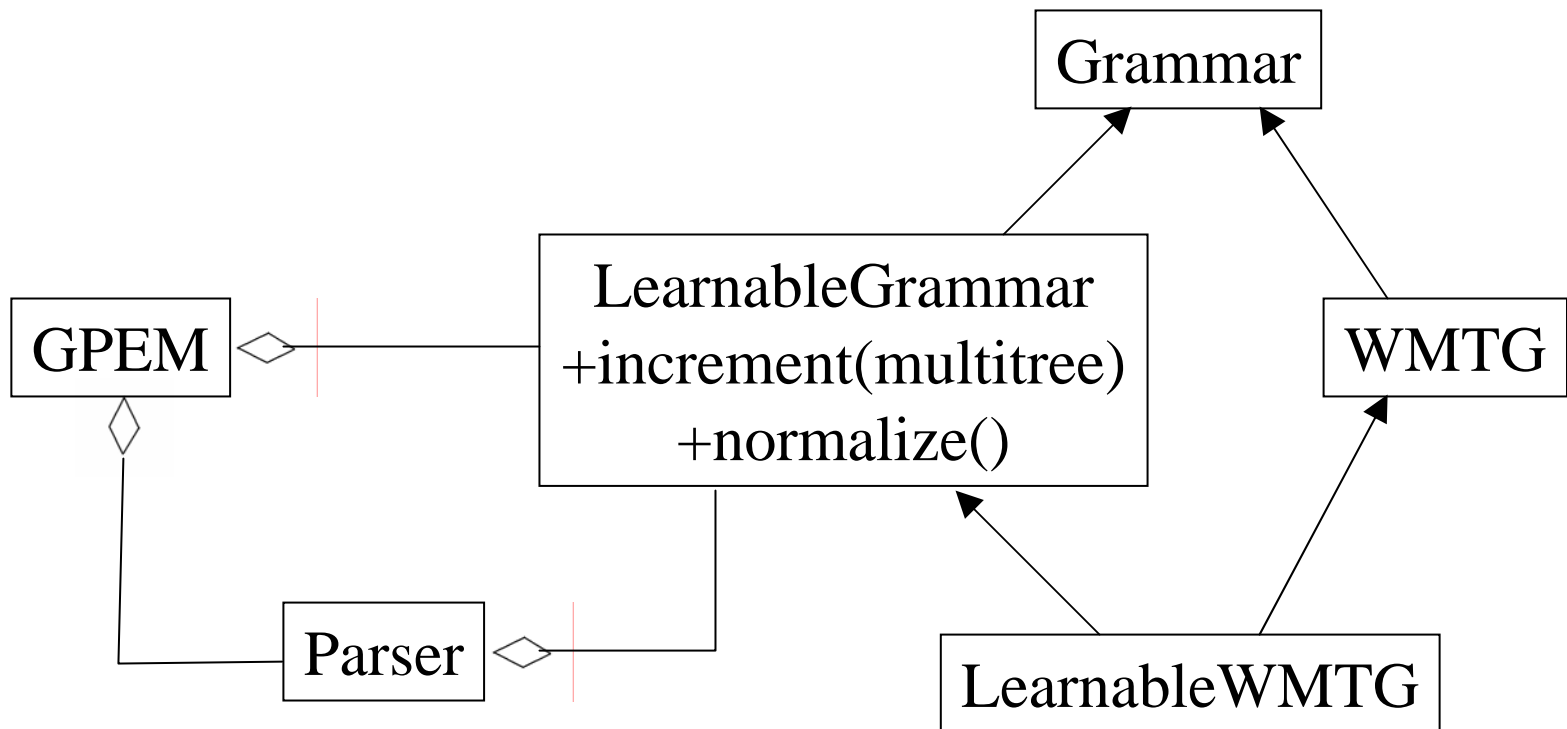 Grammar
LearnableGrammar
+increment(multitree)
+normalize()
GPEM
WMTG
Parser
LearnableWMTG